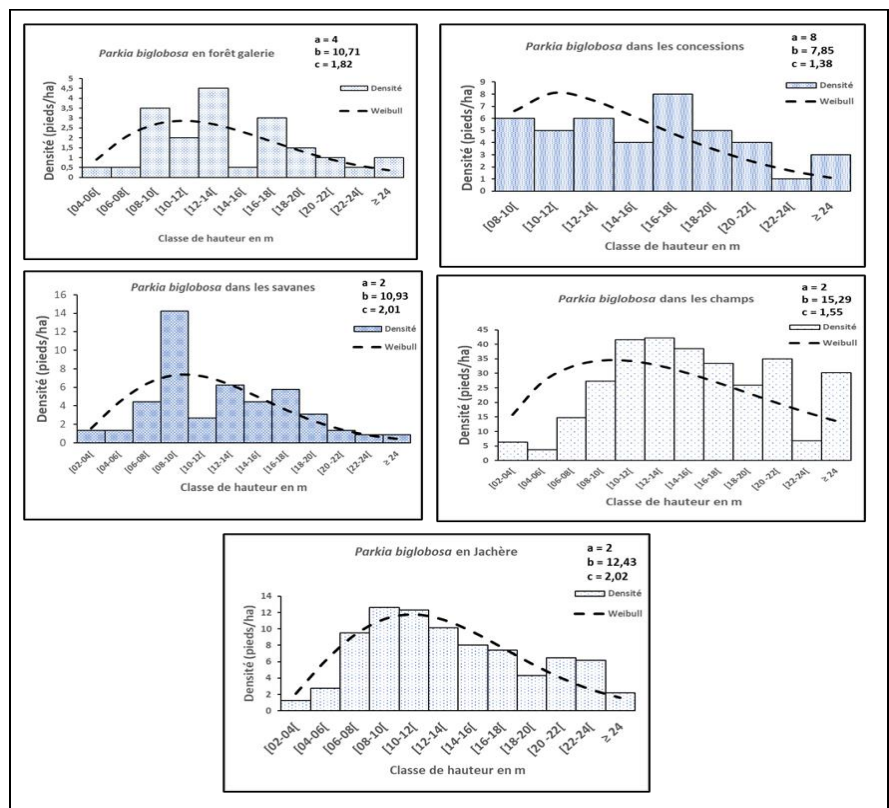 Parkia biglobosa en forêt galerie
a = 4
b = 10,71
c = 1,82
Densité
Weibull
Densité (pieds/ha)
5
4,5
4
3,5
3
2,5
2
1,5
1
0,5
0
[04-06[
[06-08[
[08-10[
[10-12[
[12-14[
[14-16[
[16-18[
[18-20[
[20 -22[
[22-24[
≥ 24
Classe de hauteur en m
Parkia biglobosa dans les concessions
a = 8
b = 7,85
c = 1,38
Densité
Weibull
Densité (pieds/ha)
9
8
7
6
5
4
3
2
1
0
[08-10[
[10-12[
[12-14[
[14-16[
[16-18[
[18-20[
[20 -22[
[22-24[
≥ 24
Classe de hauteur en m
Parkia biglobosa dans les savanes
a = 2
b = 10,93
c = 2,01
Densité
Weibull
Densité (pieds/ha)
16
14
12
10
8
6
4
2
0
[02-04[
[04-06[
[06-08[
[08-10[
[10-12[
[12-14[
[14-16[
[16-18[
[18-20[
[20 -22[
[22-24[
≥ 24
Classe de hauteur en m
Parkia biglobosa dans les champs
a = 2
b = 15,29
c = 1,55
Densité
Weibull
Densité (pieds/ha)
45
40
35
30
25
20
15
10
5
0
[02-04[
[04-06[
[06-08[
[08-10[
[10-12[
[12-14[
[14-16[
[16-18[
[18-20[
[20 -22[
[22-24[
≥ 24
Classe de hauteur en m
Parkia biglobosa en Jachère
a = 2
b = 12,43
c = 2,02
Densité
Weibull
Densité (pieds/ha)
14
12
10
8
6
4
2
0
[02-04[
[04-06[
[06-08[
[08-10[
[10-12[
[12-14[
[14-16[
[16-18[
[18-20[
[20 -22[
[22-24[
≥ 24
Classe de hauteur en m